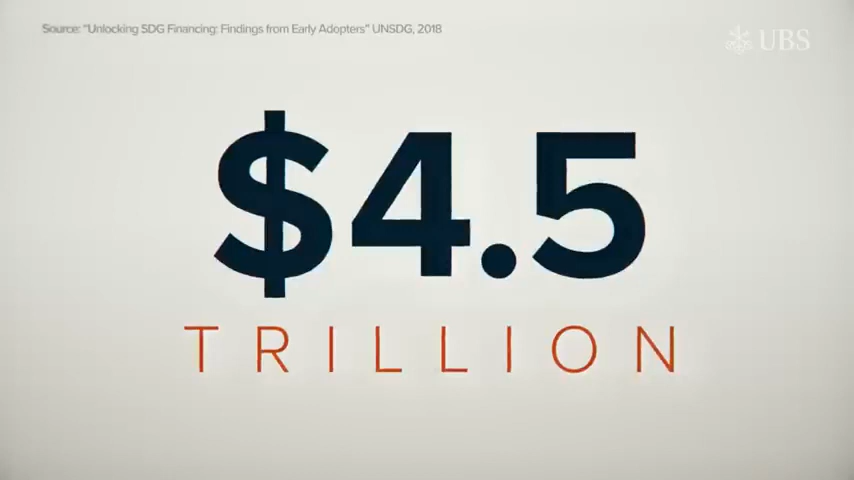 Source: "Unlocking SDG Financing: Findings from Early Adopters" UNSDG, 2018
UBS
$4.5
TRILLION